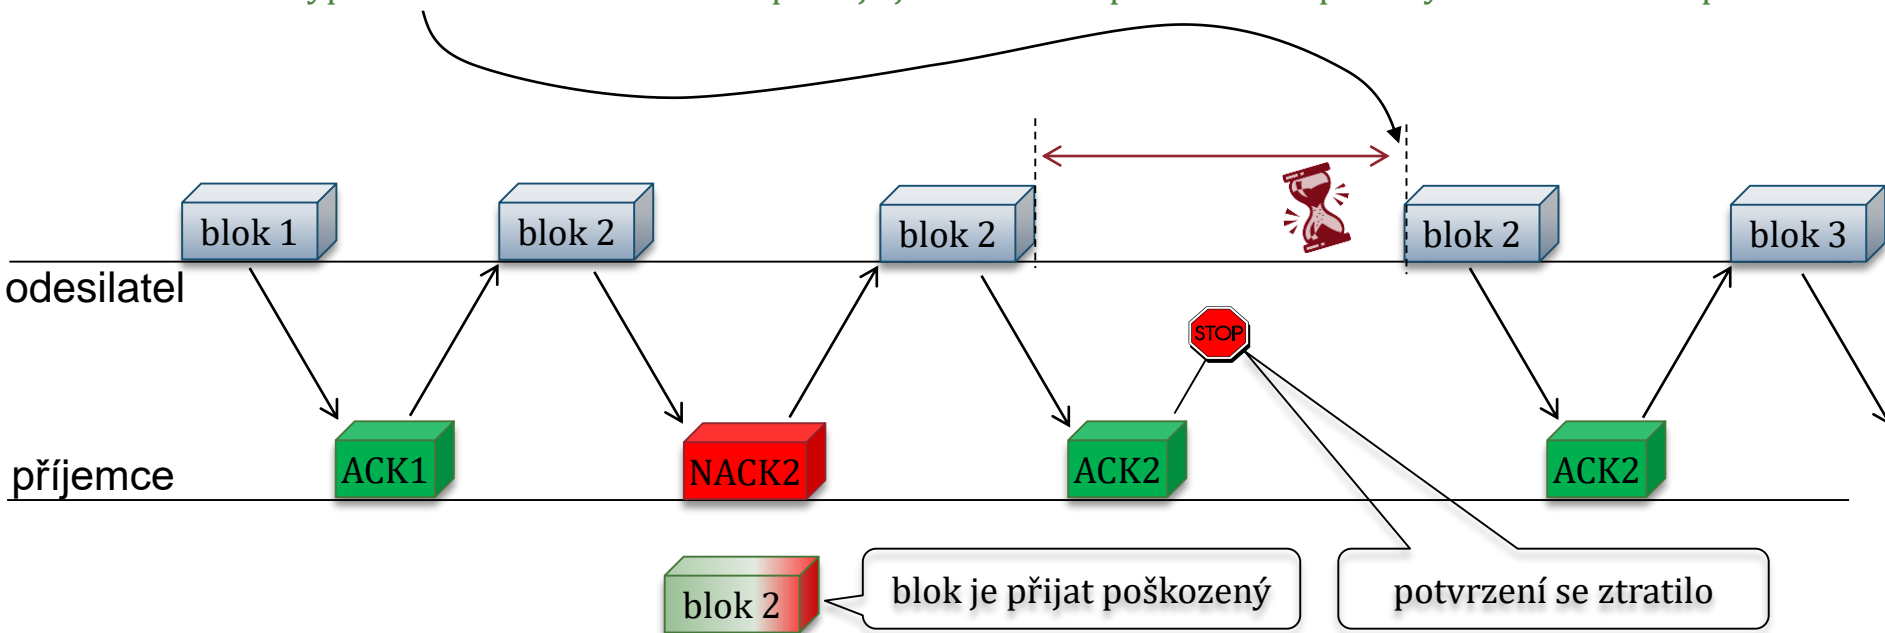 blok 1 blok 2 blok 2 blok 2 blok 3
odesilatel
STOP
příjemce ACK1 NACK2 ACK2 ACK2
blok 2 blok je přijat poškozený potvrzení se ztratilo